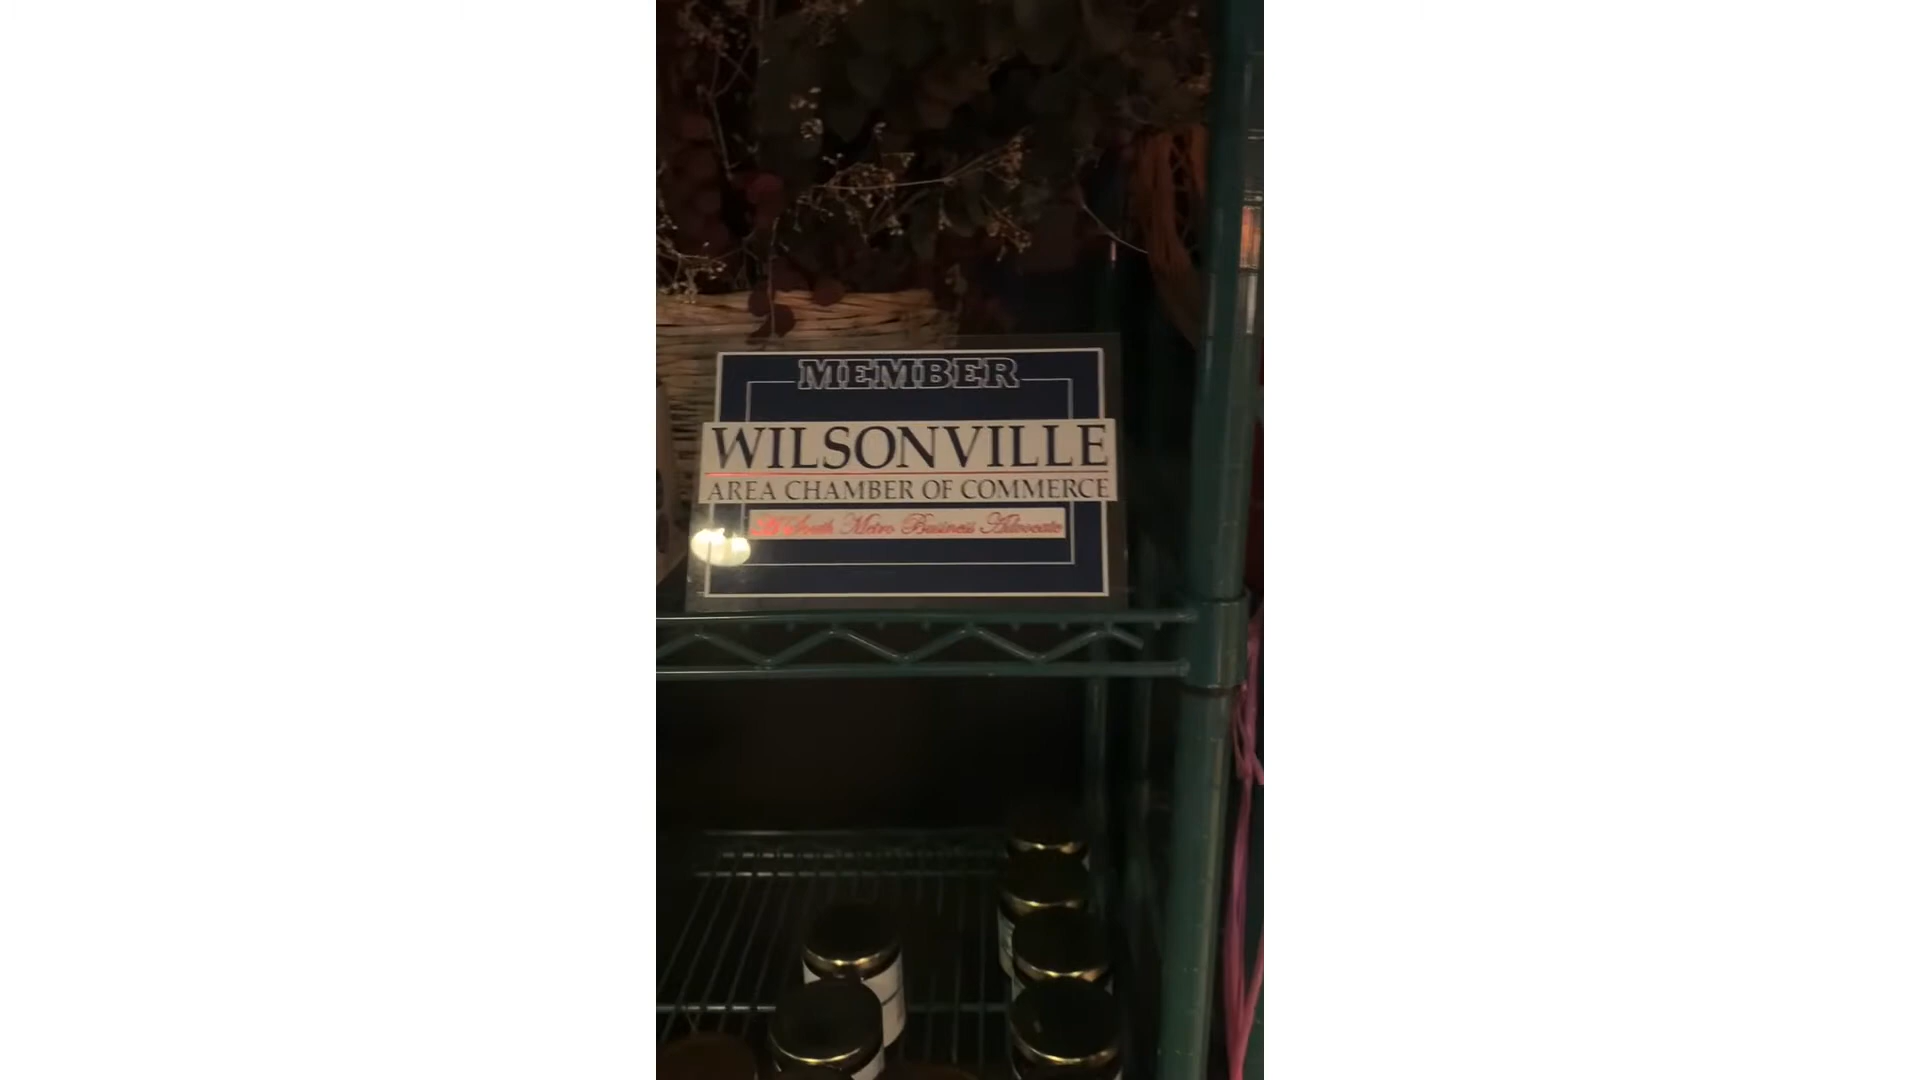 MEMBER
WILSONVILLE
AREA CHAMBER OF COMMERCE
South Metro Business Advocate